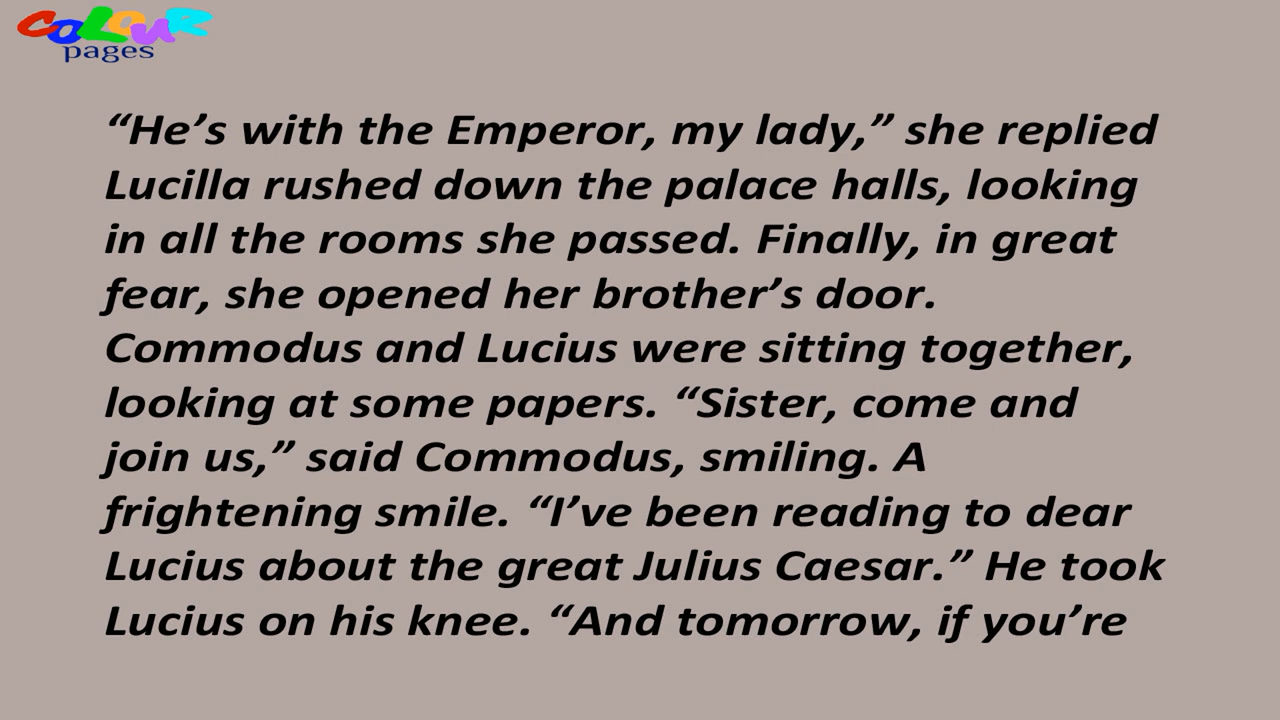 COLOUR
pages
“He’s with the Emperor, my lady,” she replied
Lucilla rushed down the palace halls, looking
in all the rooms she passed. Finally, in great
fear, she opened her brother’s door.
Commodus and Lucius were sitting together,
looking at some papers. “Sister, come and
join us,” said Commodus, smiling. A
frightening smile. “I’ve been reading to dear
Lucius about the great Julius Caesar.” He took
Lucius on his knee. “And tomorrow, if you’re